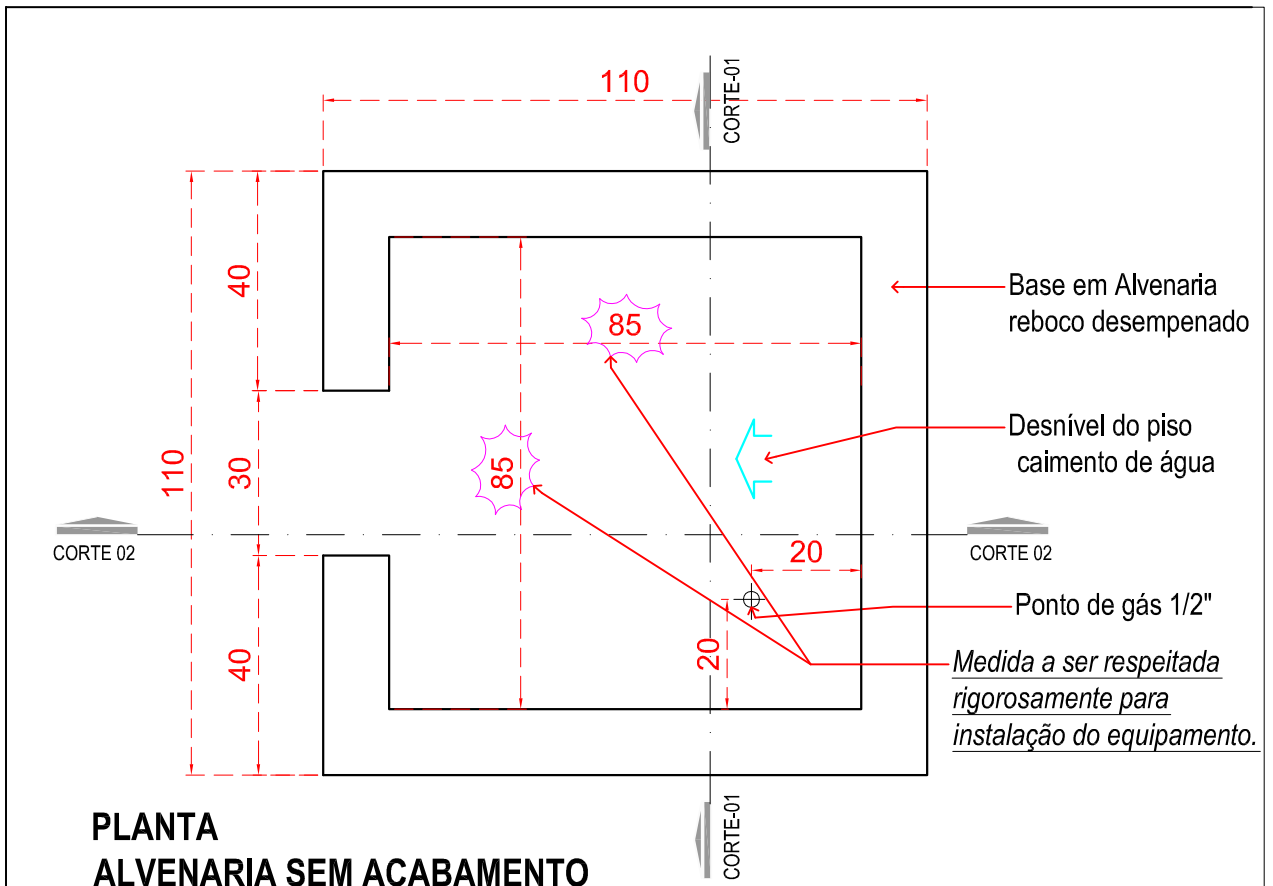 110
CORTE-01
40
85
Base em Alvenaria
reboco desempenado
110
30
85
Desnível do piso
caimento de água
CORTE 02
20
CORTE 02
Ponto de gás 1/2"
40
20
Medida a ser respeitada
rigorosamente para
instalação do equipamento.
CORTE-01
PLANTA
ALVENARIA SEM ACABAMENTO